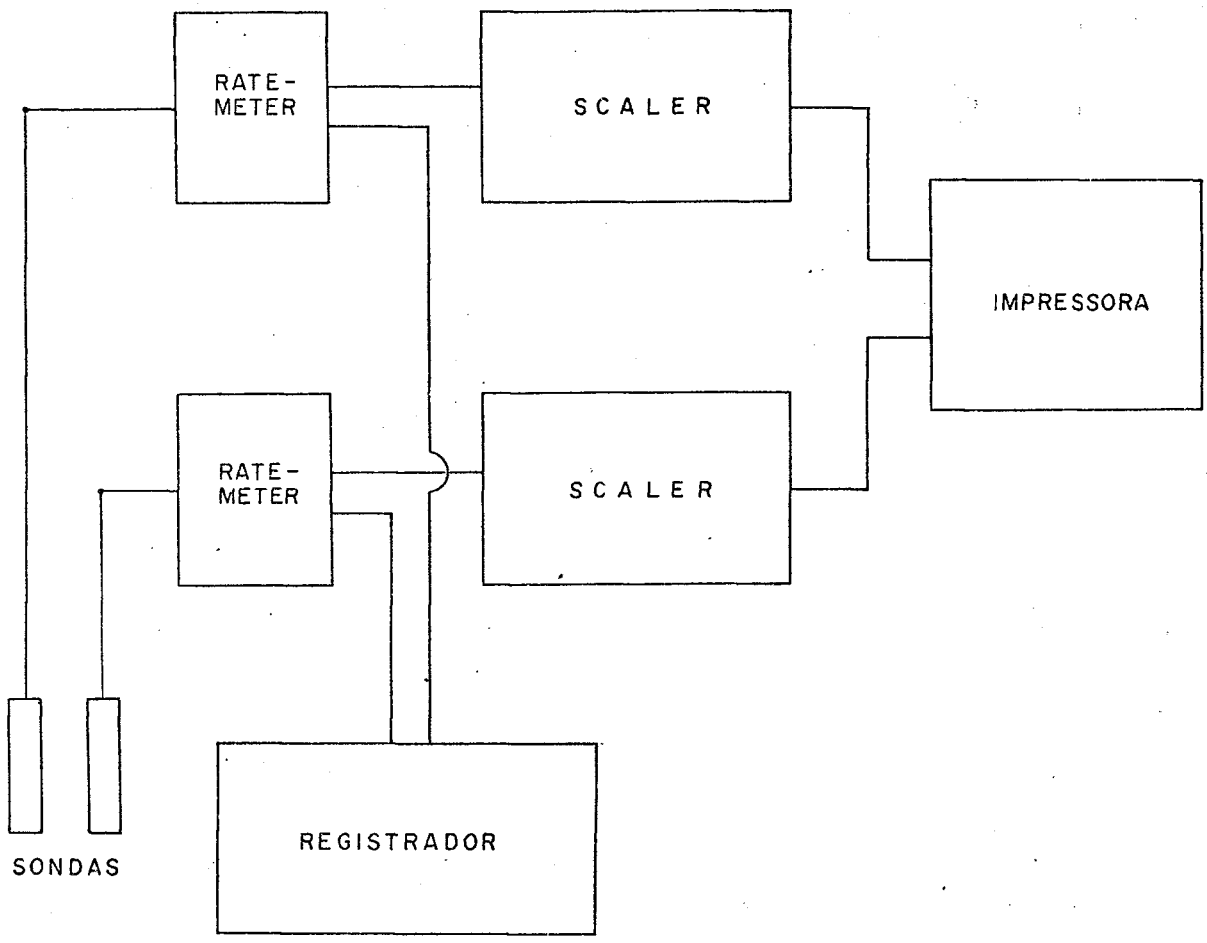 RATE-
METER
SCALER
IMPRESSORA
RATE-
METER
SCALER
REGISTRADOR
SONDAS